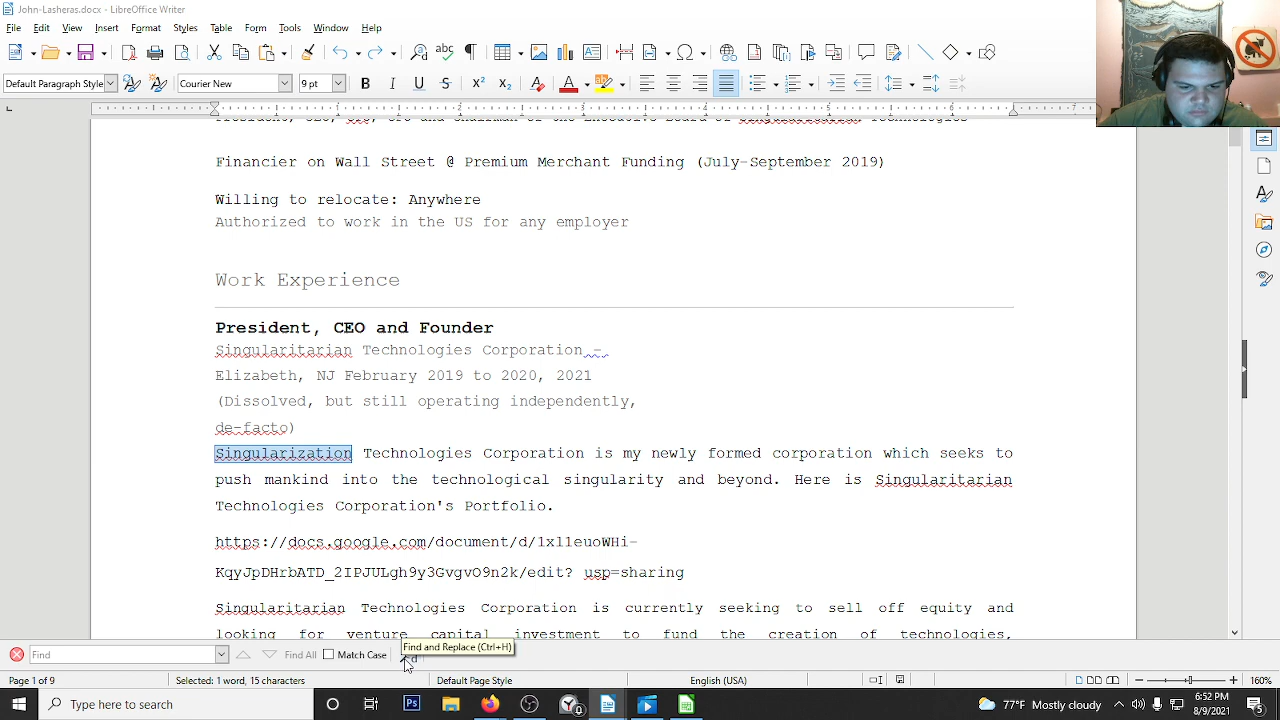 John-Lasheras.docx - LibreOffice Writer
File Edit View Insert Format Styles Table Form Tools Window Help
Default Paragraph Style Courier New 9 pt
Financier on Wall Street @ Premium Merchant Funding (July-September 2019)
Willing to relocate: Anywhere
Authorized to work in the US for any employer
Work Experience
President, CEO and Founder
Singularitarian Technologies Corporation -
Elizabeth, NJ February 2019 to 2020, 2021
(Dissolved, but still operating independently,
de-facto)
Singularization Technologies Corporation is my newly formed corporation which seeks to
push mankind into the technological singularity and beyond. Here is Singularitarian
Technologies Corporation's Portfolio.
https://docs.google.com/document/d/1xl1euoWHi-
KqyJpDHrbATD_2IPJULgh9y3GvgvO9n2k/edit? usp=sharing
Singularitarian Technologies Corporation is currently seeking to sell off equity and
looking for venture capital investment to fund the creation of technologies,
Find and Replace (Ctrl+H)
Find Find All Match Case
Page 1 of 9 Selected: 1 word, 15 characters Default Page Style English (USA) 160%
Type here to search 77°F Mostly cloudy 6:52 PM
8/9/2021